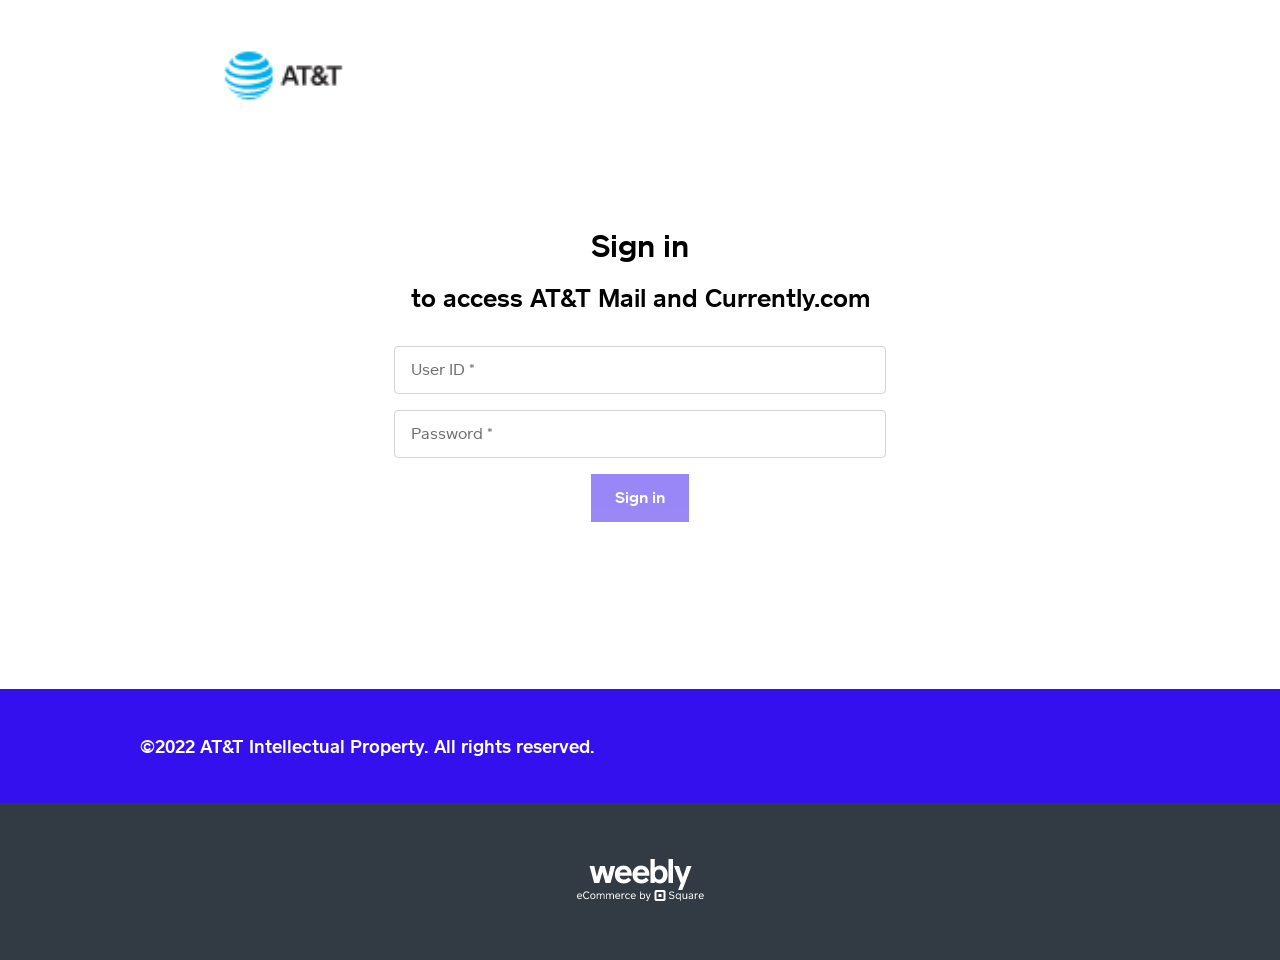 AT&T
Sign in
to access AT&T Mail and Currently.com
User ID *
Password *
Sign in
©2022 AT&T Intellectual Property. All rights reserved.
weebly
eCommerce by Square